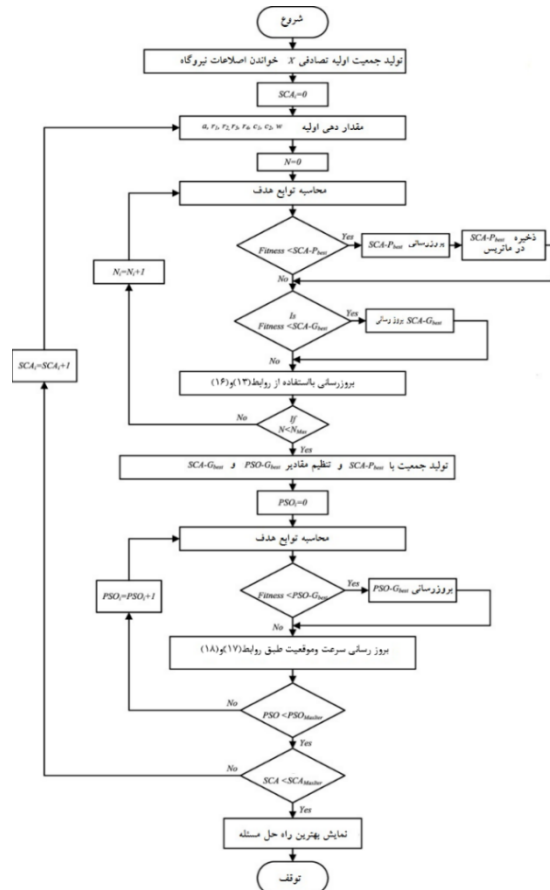 شروع
تولید جمعیت اولیه تصادفی X خواندن اصلاعات نیروگاه
SCAᵢ=0
مقدار دهی اولیه a, r₁, r₂, r₃, r₄, c₁, c₂, w
N=0
محاسبه توابع هدف
Fitness <SCA-Pbest
Yes
بروزرسانی SCA-Pbest
ذخیره SCA-Pbest
در ماتریس
No
Nᵢ=Nᵢ+1
Is
Fitness <SCA-Gbest
Yes
بروز رسانی SCA-Gbest
No
SCAᵢ=SCAᵢ+1
بروزرسانی بااستفاده از روابط(۱۳)و(۱۶)
If
N<NMax
No
Yes
تولید جمعیت با SCA-Pbest و تنظیم مقادیر PSO-Gbest و SCA-Gbest
PSOᵢ=0
محاسبه توابع هدف
Fitness <PSO-Gbest
Yes
بروزرسانی PSO-Gbest
PSOᵢ=PSOᵢ+1
No
بروز رسانی سرعت وموقعیت طبق روابط(۱۷)و(۱۸)
PSO <PSOMaxIter
No
Yes
SCA <SCAMaxIter
No
Yes
نمایش بهترین راه حل مسئله
توقف